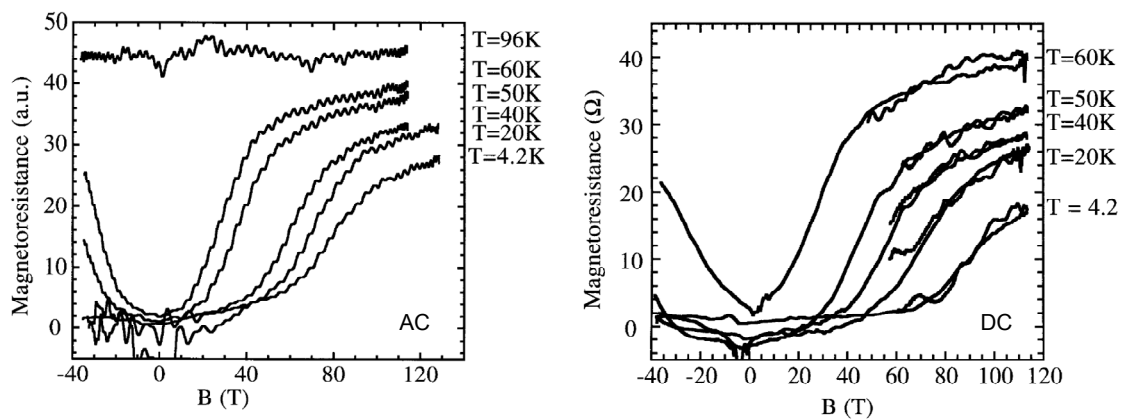 50
40
30
20
10
0
-40
0
40
80
120
Magnetoresistance (a.u.)
B (T)
AC
T=96K
T=60K
T=50K
T=40K
T=20K
T=4.2K
40
30
20
10
0
-40
-20
0
20
40
60
80
100
120
Magnetoresistance (Ω)
B (T)
DC
T=60K
T=50K
T=40K
T=20K
T = 4.2